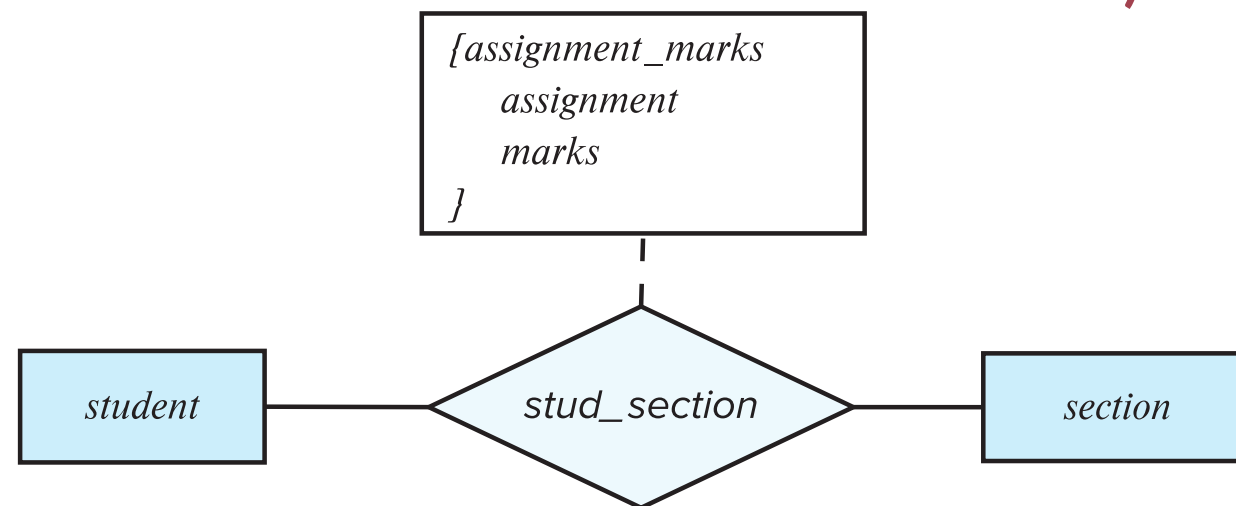 {assignment_marks
assignment
marks
}
student
stud_section
section